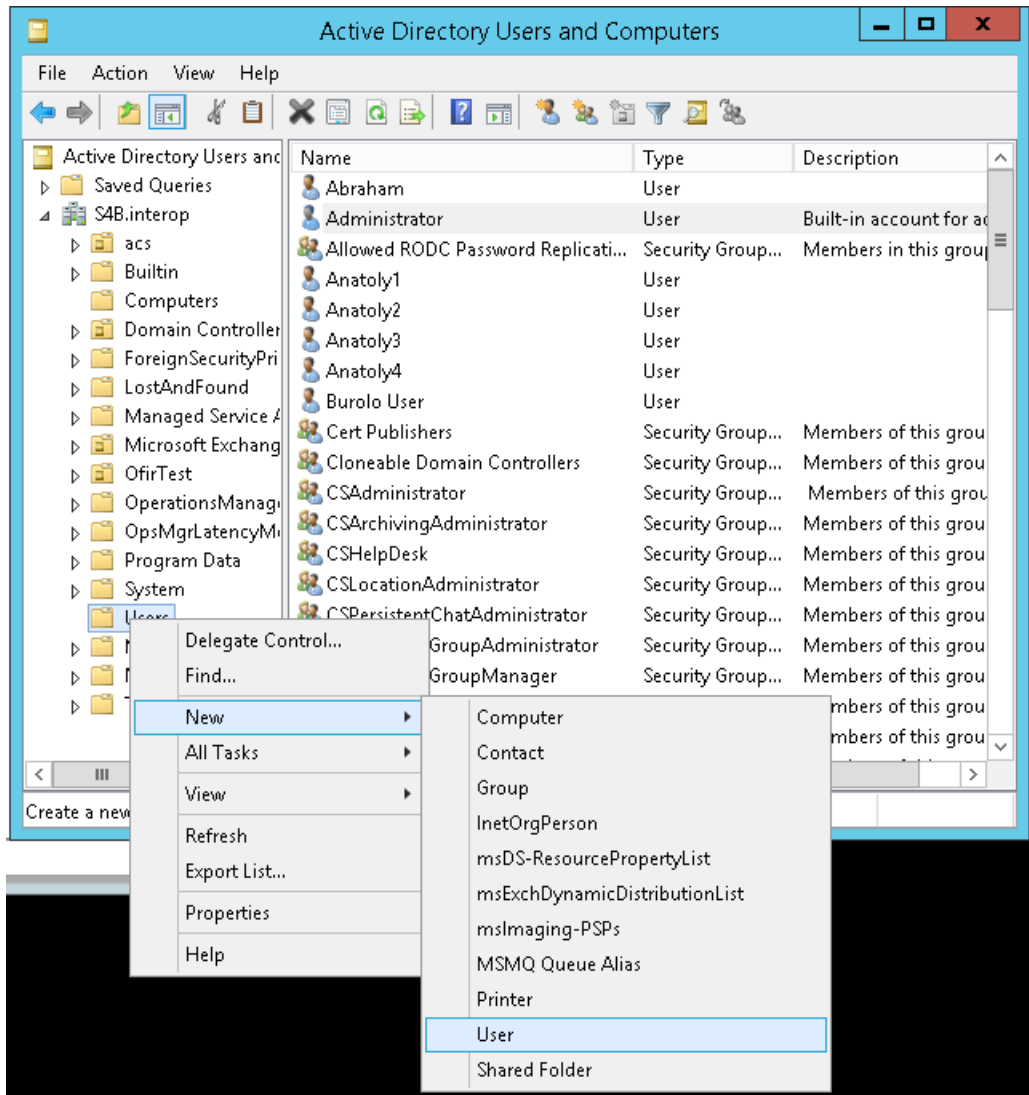 Active Directory Users and Computers
File Action View Help
Active Directory Users and
Saved Queries
S4B.interop
acs
Builtin
Computers
Domain Controller
ForeignSecurityPri
LostAndFound
Managed Service A
Microsoft Exchang
OfirTest
OperationsManage
OpsMgrLatencyMo
Program Data
System
Users
Name Type Description
Abraham User
Administrator User Built-in account for ad
Allowed RODC Password Replicati... Security Group... Members in this group
Anatoly1 User
Anatoly2 User
Anatoly3 User
Anatoly4 User
Burolo User User
Cert Publishers Security Group... Members of this grou
Cloneable Domain Controllers Security Group... Members of this grou
CSAdministrator Security Group... Members of this grou
CSArchivingAdministrator Security Group... Members of this grou
CSHelpDesk Security Group... Members of this grou
CSLocationAdministrator Security Group... Members of this grou
CSPersistentChatAdministrator Security Group... Members of this grou
GroupAdministrator Security Group... Members of this grou
GroupManager Security Group... Members of this grou
mbers of this grou
mbers of this grou
Create a new
Delegate Control...
Find...
New
All Tasks
View
Refresh
Export List...
Properties
Help
Computer
Contact
Group
InetOrgPerson
msDS-ResourcePropertyList
msExchDynamicDistributionList
msImaging-PSPs
MSMQ Queue Alias
Printer
User
Shared Folder